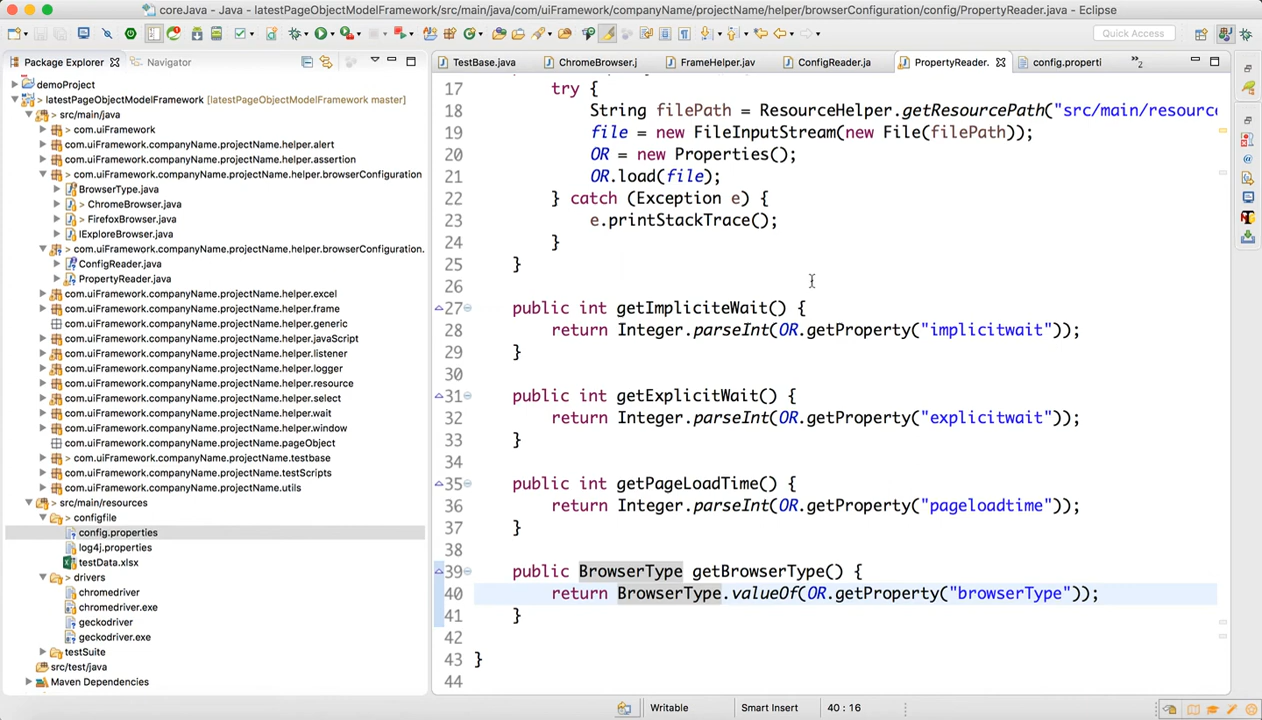 coreJava - Java - latestPageObjectModelFramework/src/main/java/com/uiFramework/companyName/projectName/helper/browserConfiguration/config/PropertyReader.java - Eclipse
Quick Access
Package Explorer
Navigator
TestBase.java
ChromeBrowser.j
FrameHelper.jav
ConfigReader.ja
PropertyReader.
config.properti
»2
demoProject
> latestPageObjectModelFramework [latestPageObjectModelFramework master]
> src/main/java
com.uiFramework
com.uiFramework.companyName.projectName.helper.alert
com.uiFramework.companyName.projectName.helper.assertion
> com.uiFramework.companyName.projectName.helper.browserConfiguration
BrowserType.java
> ChromeBrowser.java
> FirefoxBrowser.java
IExploreBrowser.java
> com.uiFramework.companyName.projectName.helper.browserConfiguration.
ConfigReader.java
PropertyReader.java
com.uiFramework.companyName.projectName.helper.excel
com.uiFramework.companyName.projectName.helper.frame
com.uiFramework.companyName.projectName.helper.generic
com.uiFramework.companyName.projectName.helper.javaScript
com.uiFramework.companyName.projectName.helper.listener
com.uiFramework.companyName.projectName.helper.logger
com.uiFramework.companyName.projectName.helper.resource
com.uiFramework.companyName.projectName.helper.select
com.uiFramework.companyName.projectName.helper.wait
com.uiFramework.companyName.projectName.helper.window
com.uiFramework.companyName.projectName.pageObject
> com.uiFramework.companyName.projectName.testbase
com.uiFramework.companyName.projectName.testScripts
com.uiFramework.companyName.projectName.utils
> src/main/resources
> configfile
config.properties
log4j.properties
testData.xlsx
> drivers
chromedriver
chromedriver.exe
geckodriver
geckodriver.exe
testSuite
src/test/java
Maven Dependencies
17 try {
18 String filePath = ResourceHelper.getResourcePath("src/main/resourc
19 file = new FileInputStream(new File(filePath));
20 OR = new Properties();
21 OR.load(file);
22 } catch (Exception e) {
23 e.printStackTrace();
24 }
25 }
26
27 public int getImpliciteWait() {
28 return Integer.parseInt(OR.getProperty("implicitwait"));
29 }
30
31 public int getExplicitWait() {
32 return Integer.parseInt(OR.getProperty("explicitwait"));
33 }
34
35 public int getPageLoadTime() {
36 return Integer.parseInt(OR.getProperty("pageloadtime"));
37 }
38
39 public BrowserType getBrowserType() {
40 return BrowserType.valueOf(OR.getProperty("browserType"));
41 }
42
43 }
44
Writable
Smart Insert
40 : 16